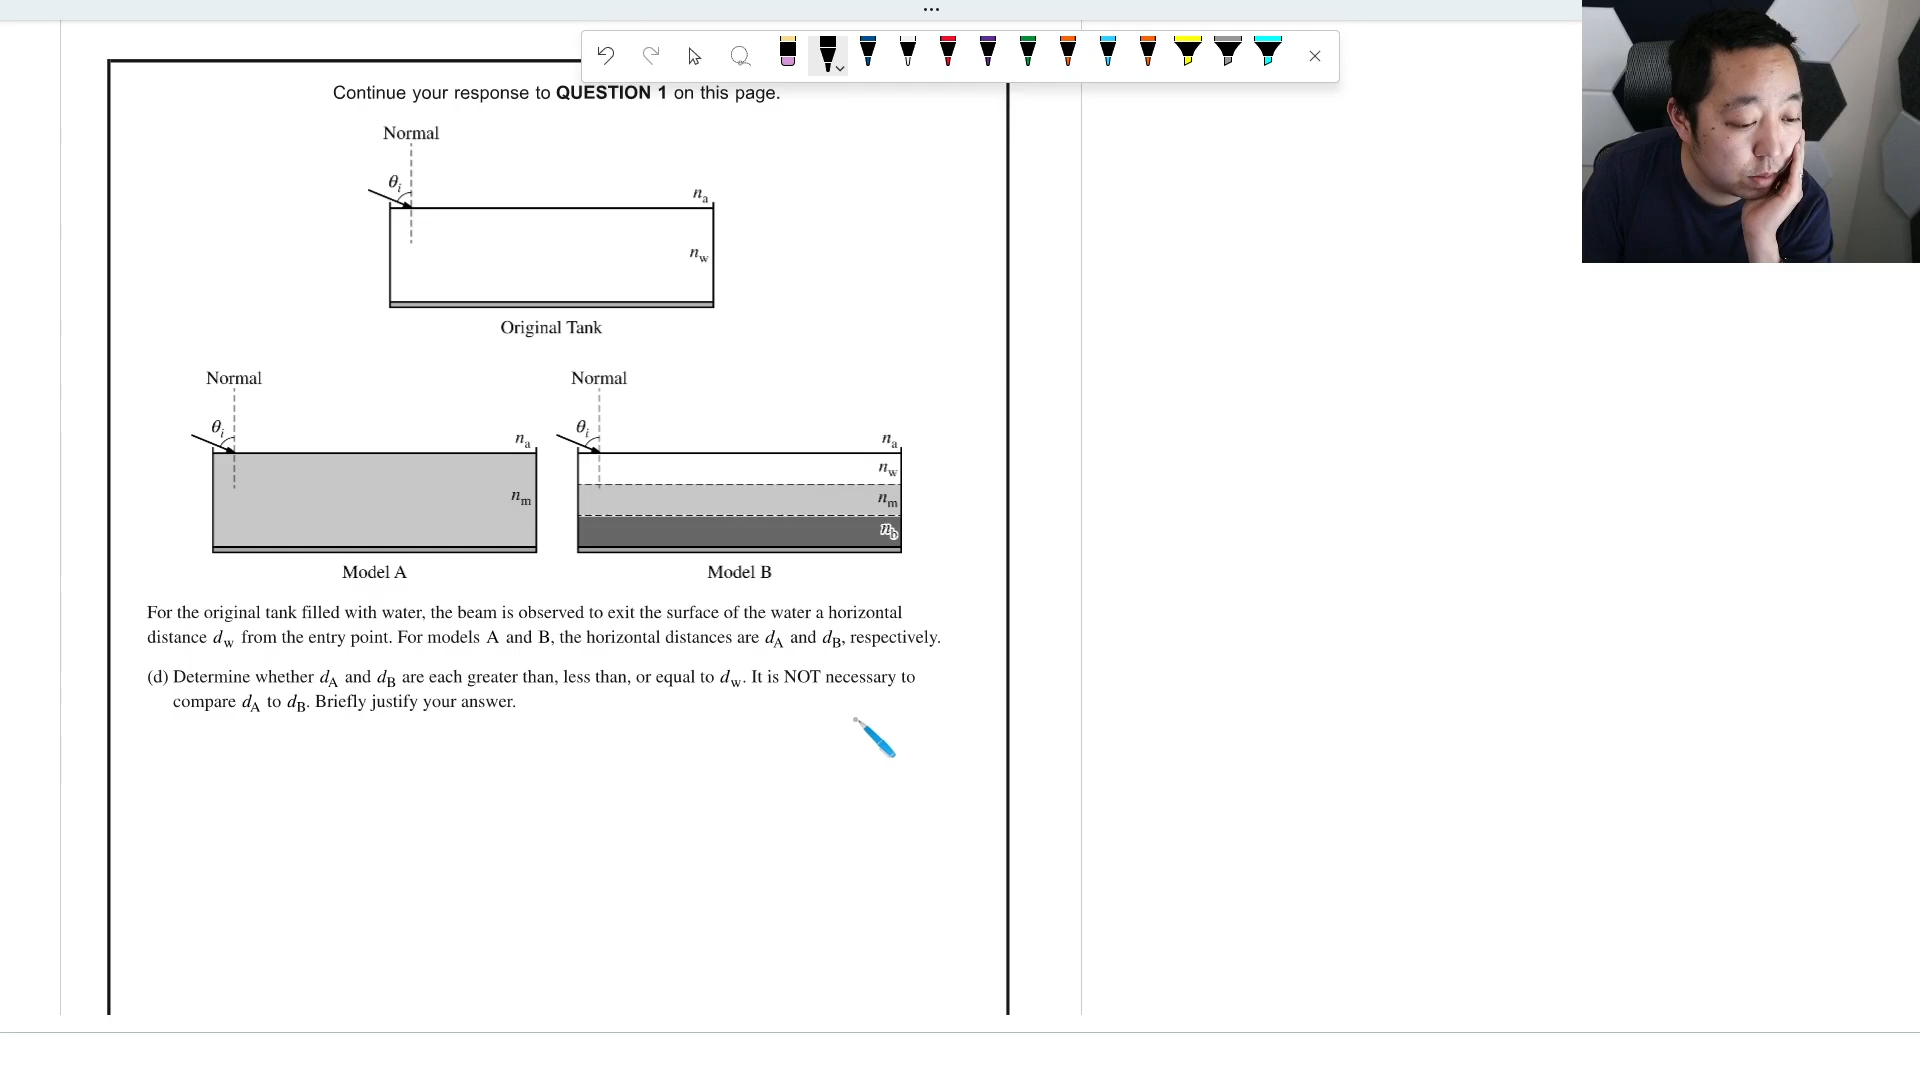 Continue your response to QUESTION 1 on this page.
Normal
θi
na
nw
Original Tank
Normal
Normal
θi
na
θi
na
nw
nm
nm
nb
Model A
Model B
For the original tank filled with water, the beam is observed to exit the surface of the water a horizontal
distance dw from the entry point. For models A and B, the horizontal distances are dA and dB, respectively.
(d) Determine whether dA and dB are each greater than, less than, or equal to dw. It is NOT necessary to
compare dA to dB. Briefly justify your answer.